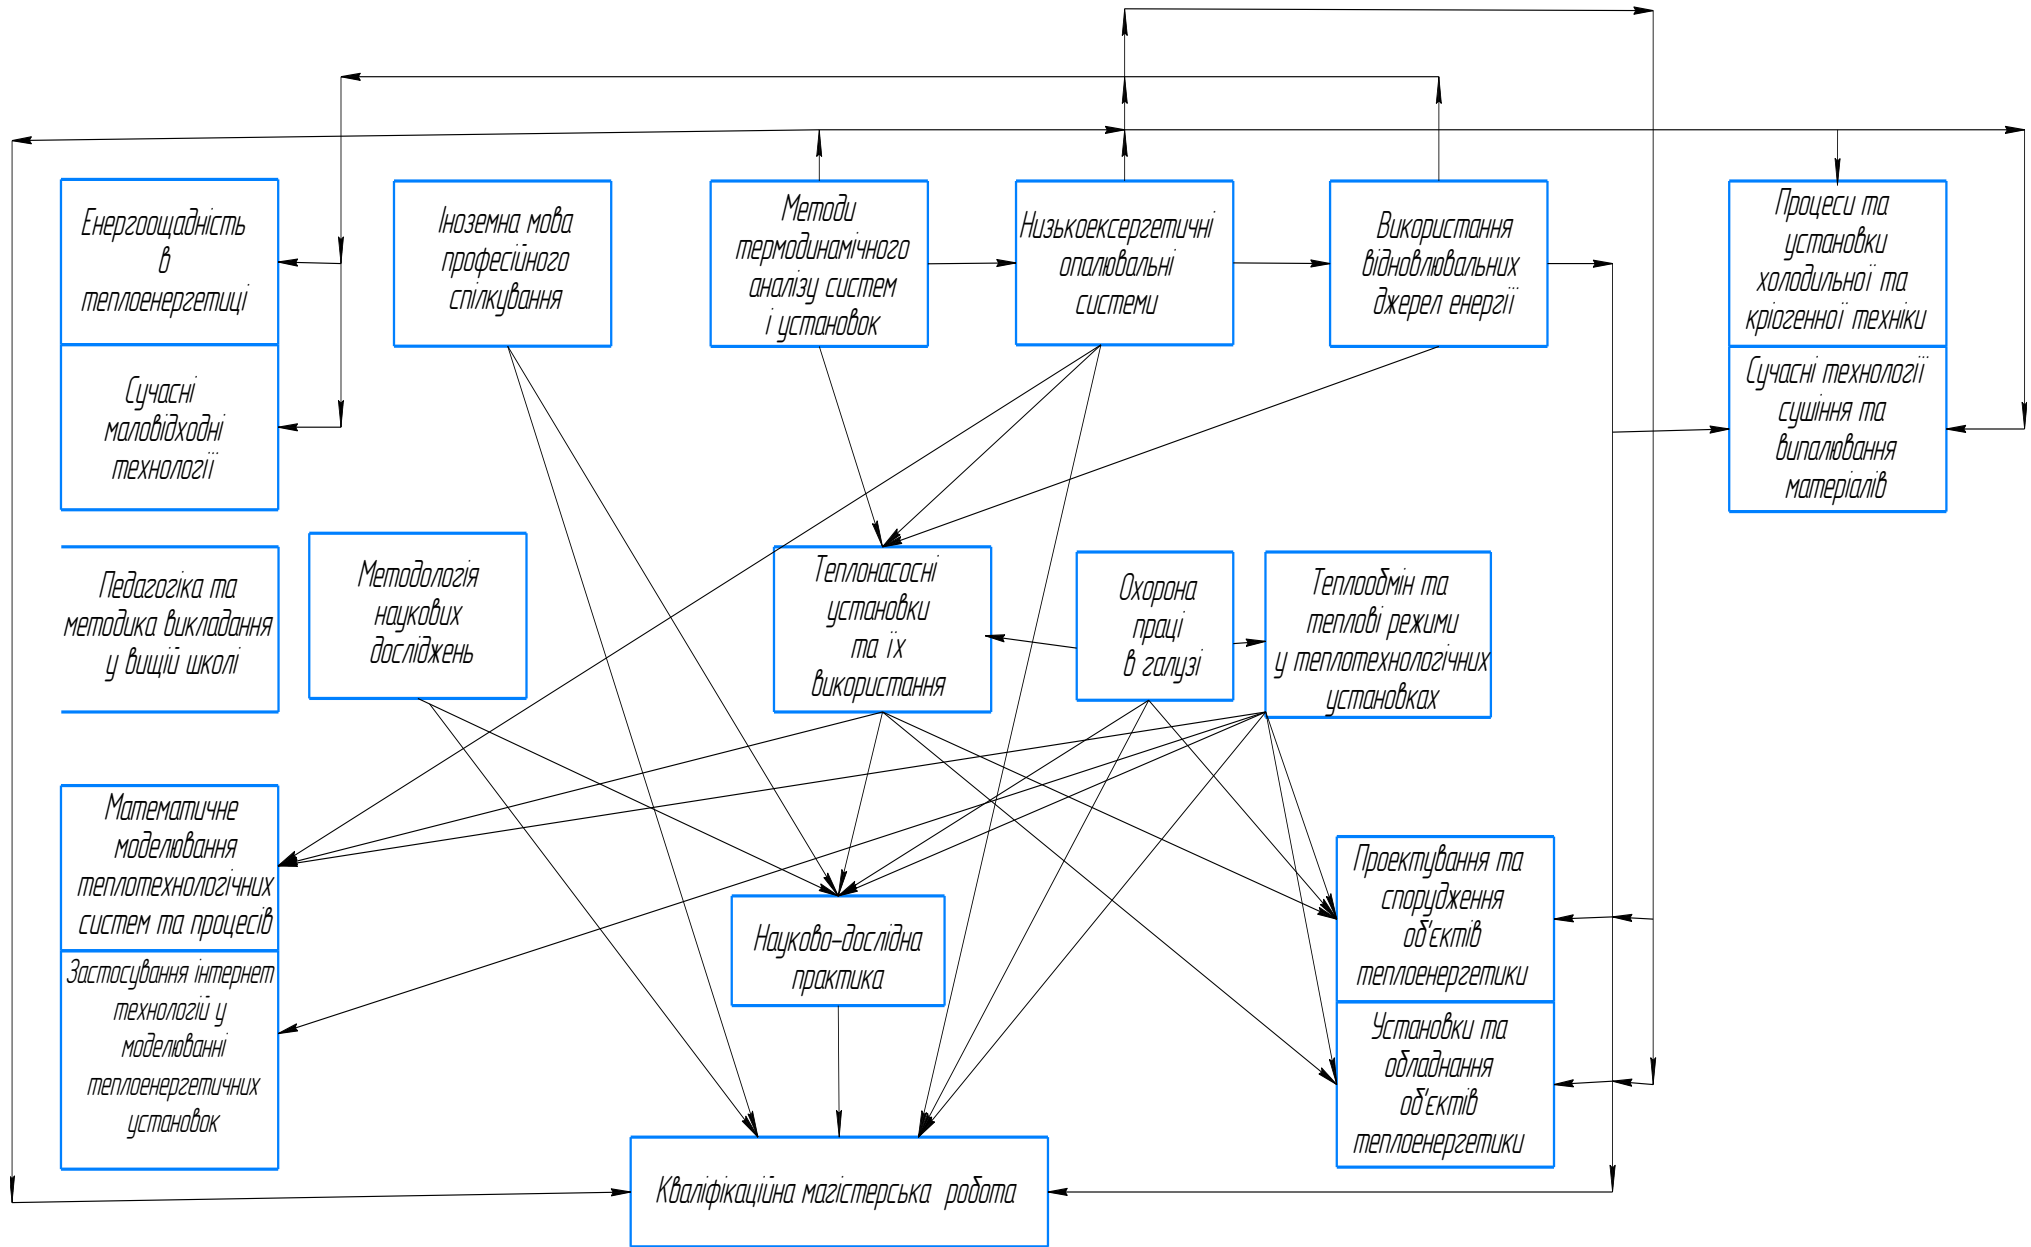 Енергоощадність
в
теплоенергетиці
Сучасні
маловідходні
технології
Іноземна мова
професійного
спілкування
Методи
термодинамічного
аналізу систем
і установок
Низькоексергетичні
опалювальні
системи
Використання
відновлювальних
джерел енергії
Процеси та
установки
холодильної та
кріогенної техніки
Сучасні технології
сушіння та
випалювання
матеріалів
Педагогіка та
методика викладання
у вищій школі
Методологія
наукових
досліджень
Теплонасосні
установки
та їх
використання
Охорона
праці
в галузі
Теплообмін та
теплові режими
у теплотехнологічних
установках
Математичне
моделювання
теплотехнологічних
систем та процесів
Застосування інтернет
технологій у
моделюванні
теплоенергетичних
установок
Науково-дослідна
практика
Проектування та
спорудження
об'єктів
теплоенергетики
Установки та
обладнання
об'єктів
теплоенергетики
Кваліфікаційна магістерська робота